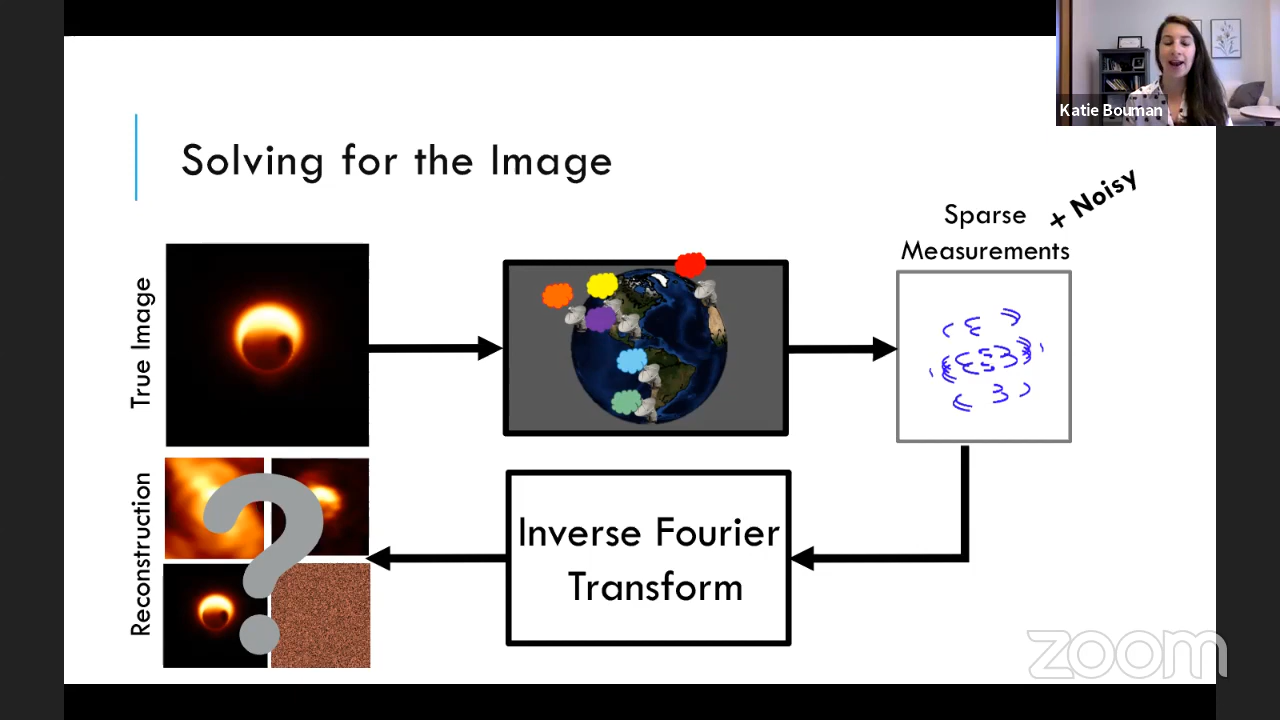 Katie Bouman
Solving for the Image
+ Noisy
Sparse
Measurements
True Image
Reconstruction
?
Inverse Fourier
Transform
zoom